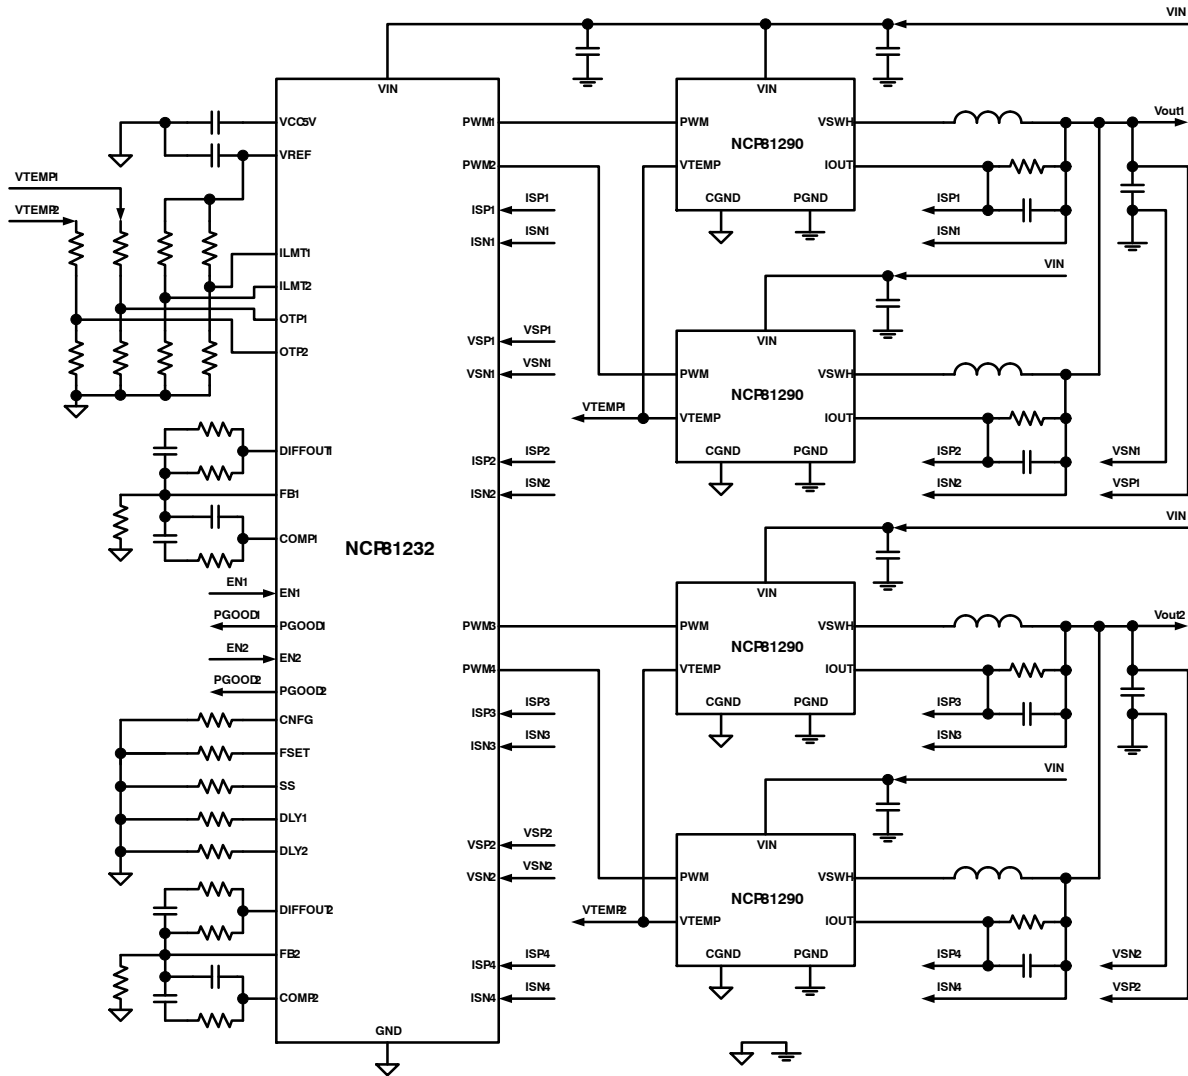 VIN
VIN
VIN
VCC5V
PWM1
PWM
VSWH
Vout1
NCP81290
VREF
PWM2
VTEMP
IOUT
VTEMP1
VTEMP2
ISP1
ISP1
CGND
PGND
ISP1
ISN1
ISN1
ISN1
ILMT1
ILMT2
VIN
OTP1
OTP2
VSP1
VSP1
VIN
VSN1
VSN1
PWM
VSWH
NCP81290
VTEMP1
VTEMP
IOUT
DIFFOUT1
ISP2
ISP2
CGND
PGND
ISP2
VSN1
FB1
ISN2
ISN2
ISN2
VSP1
VIN
COMP1
NCP81232
EN1
EN1
VIN
PGOOD1
PGOOD1
PWM3
PWM
VSWH
Vout2
NCP81290
EN2
EN2
PWM4
VTEMP
IOUT
PGOOD2
PGOOD2
CNFG
ISP3
ISP3
CGND
PGND
ISP3
ISN3
ISN3
ISN3
FSET
VIN
SS
DLY1
DLY2
VSP2
VSP2
VIN
VSN2
VSN2
PWM
VSWH
NCP81290
DIFFOUT2
VTEMP2
VTEMP
IOUT
FB2
ISP4
ISP4
CGND
PGND
ISP4
VSN2
COMP2
ISN4
ISN4
ISN4
VSP2
GND